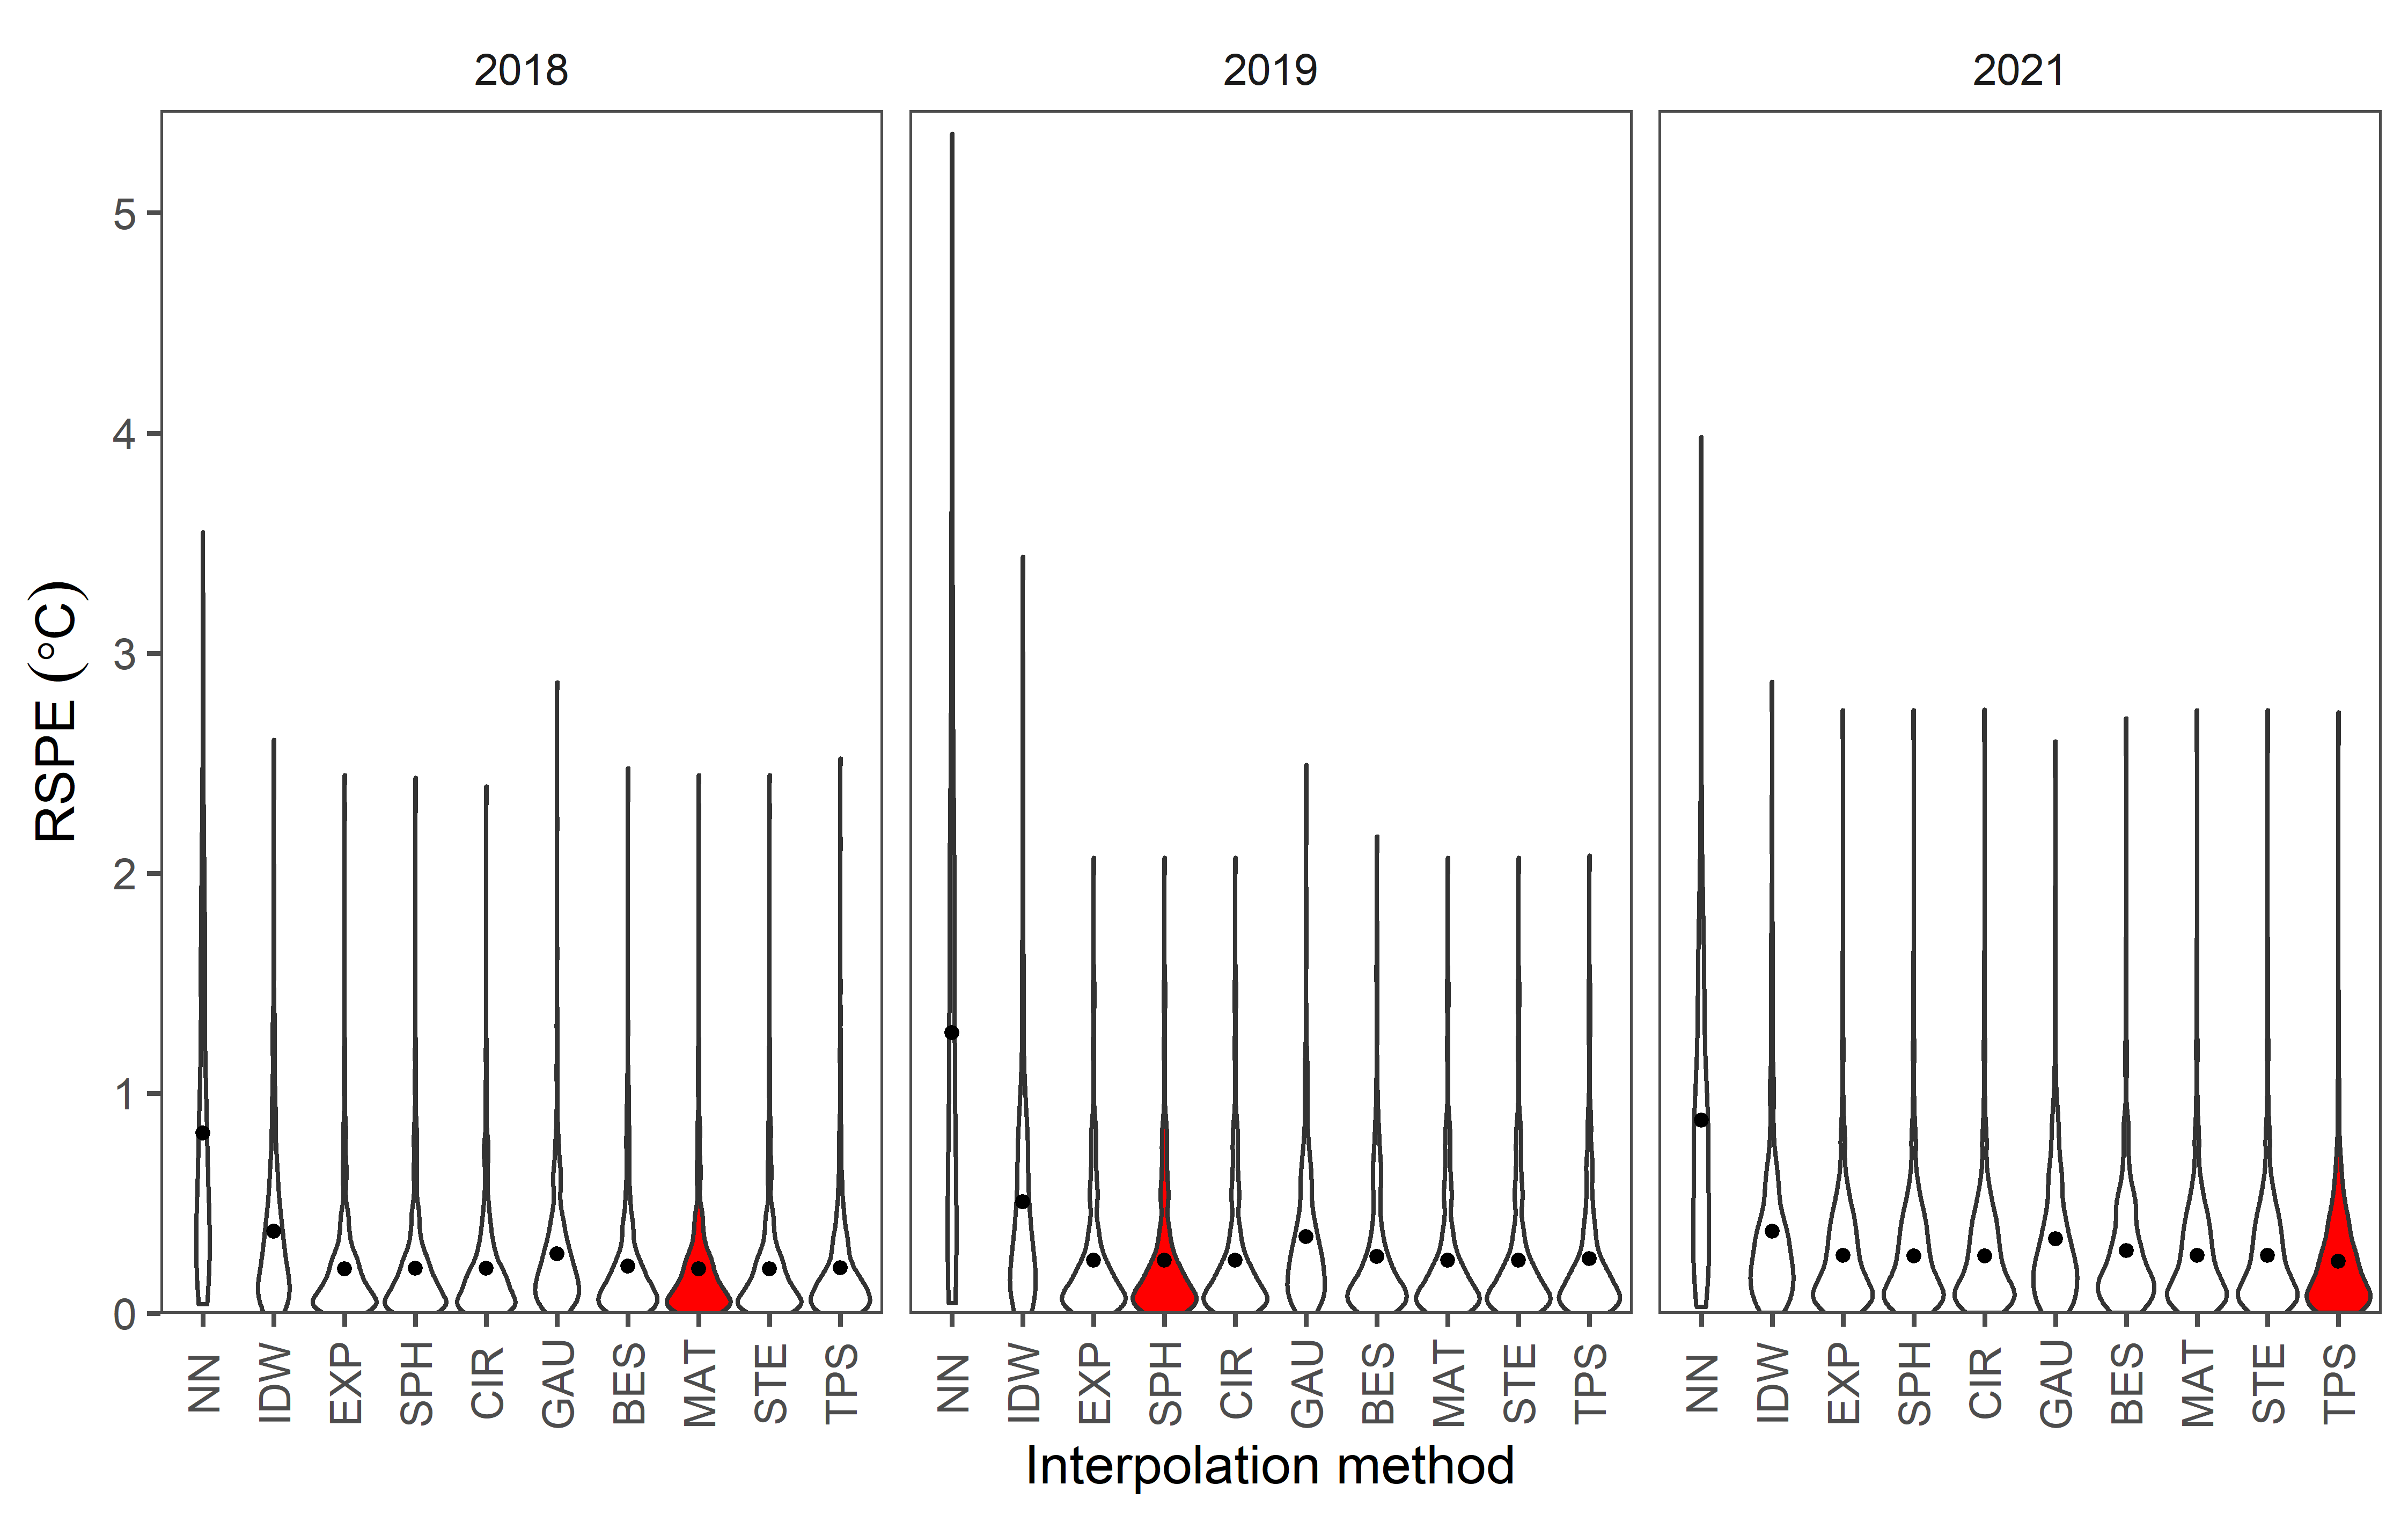 2018 2019 2021
RSPE (°C)
5
4
3
2
1
0
NN IDW EXP SPH CIR GAU BES MAT STE TPS NN IDW EXP SPH CIR GAU BES MAT STE TPS NN IDW EXP SPH CIR GAU BES MAT STE TPS
Interpolation method